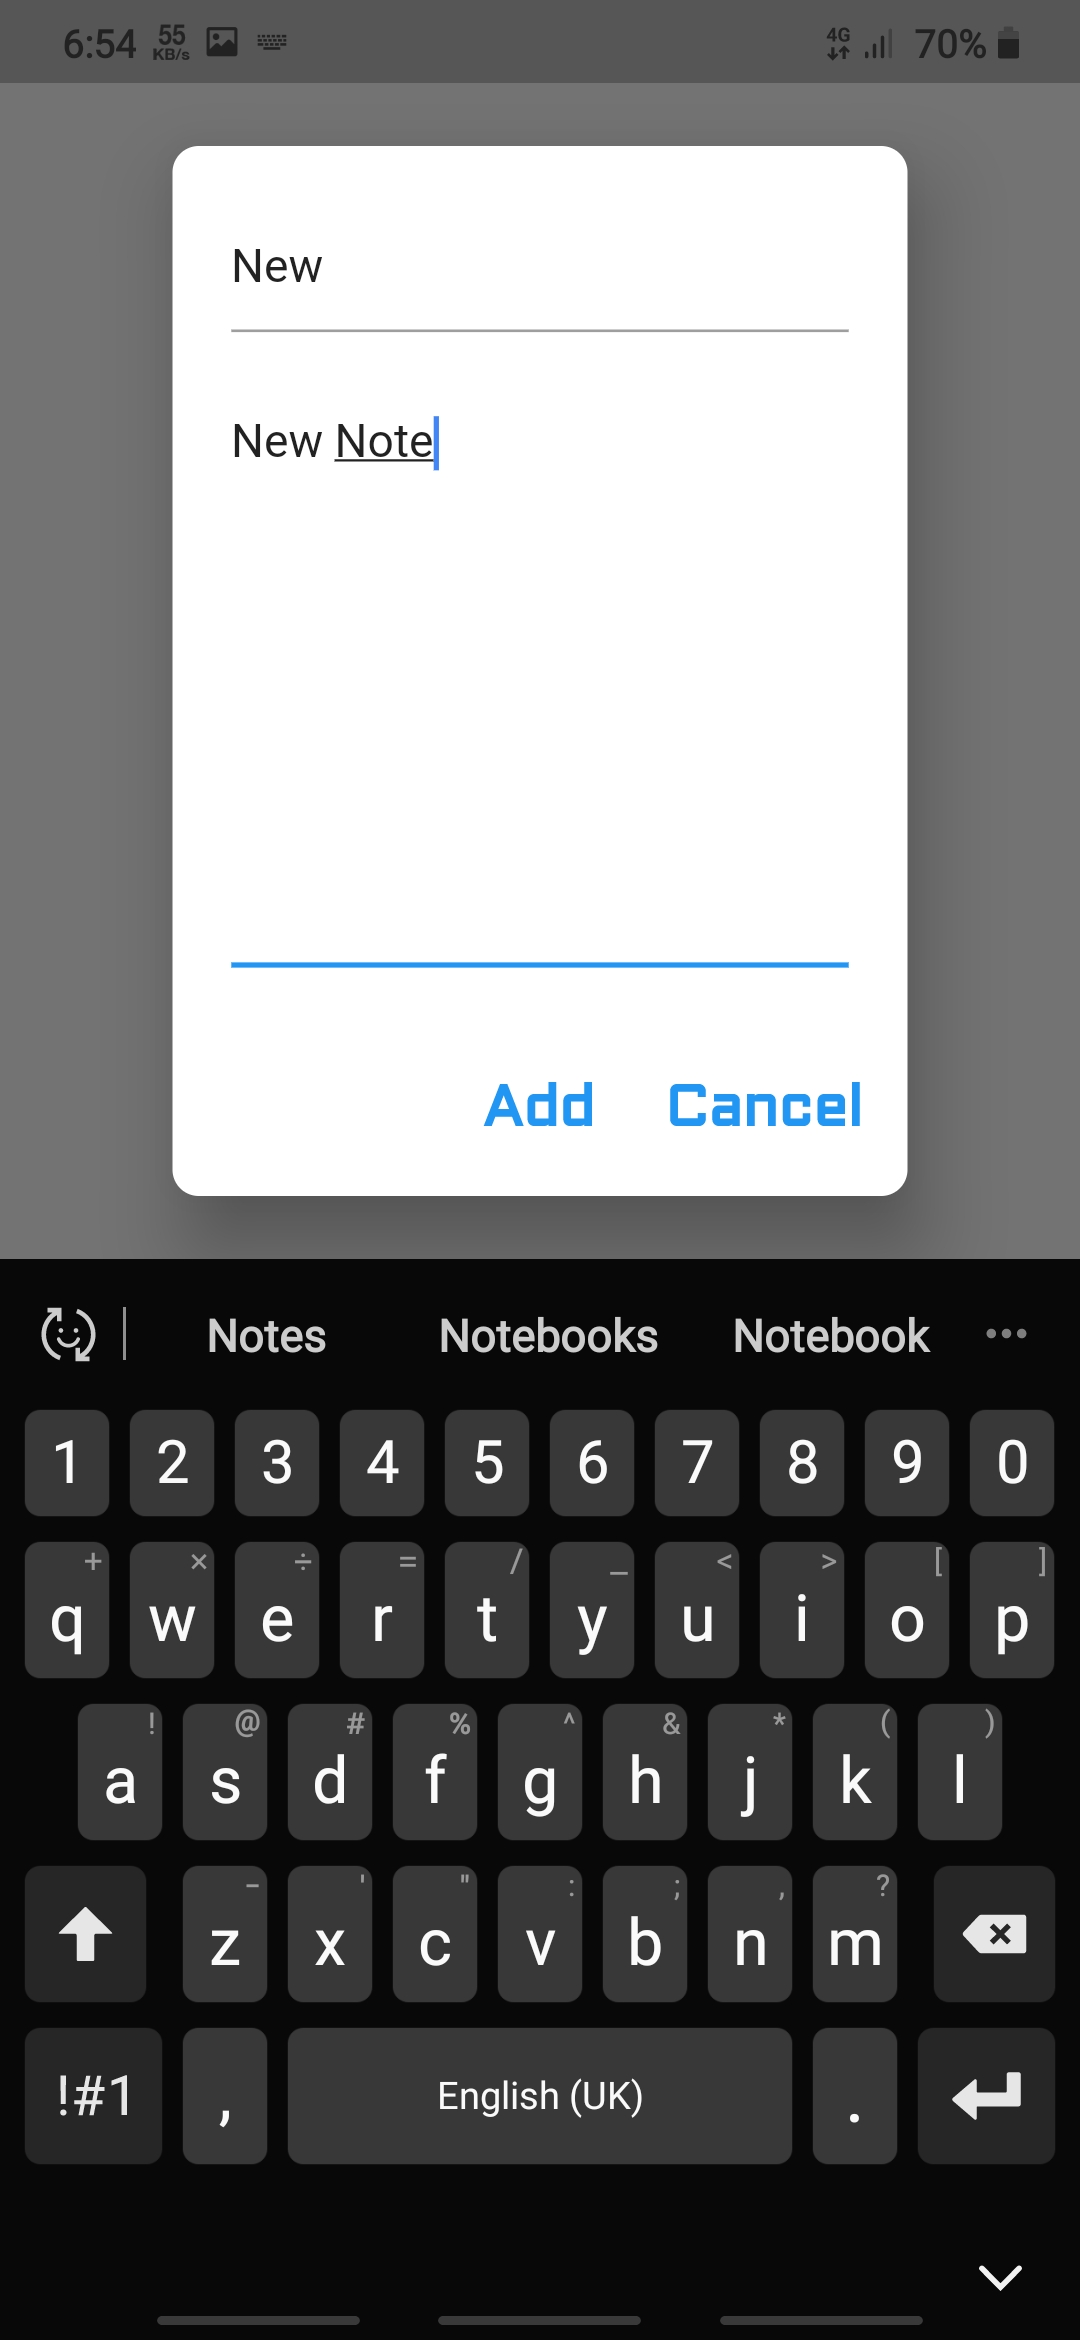 6:54 55 KB/s 4G 70%
New
New Note
Add Cancel
Notes Notebooks Notebook ...
1 2 3 4 5 6 7 8 9 0
+ × ÷ = / _ < > [ ]
q w e r t y u i o p
! @ # % ^ & * ( )
a s d f g h j k l
- ' " : ; , ?
z x c v b n m
!#1 , English (UK) .